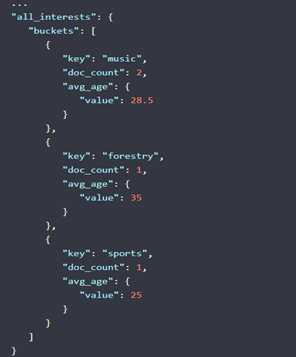 ...
"all_interests": {
"buckets": [
{
"key": "music",
"doc_count": 2,
"avg_age": {
"value": 28.5
}
},
{
"key": "forestry",
"doc_count": 1,
"avg_age": {
"value": 35
}
},
{
"key": "sports",
"doc_count": 1,
"avg_age": {
"value": 25
}
}
]
}